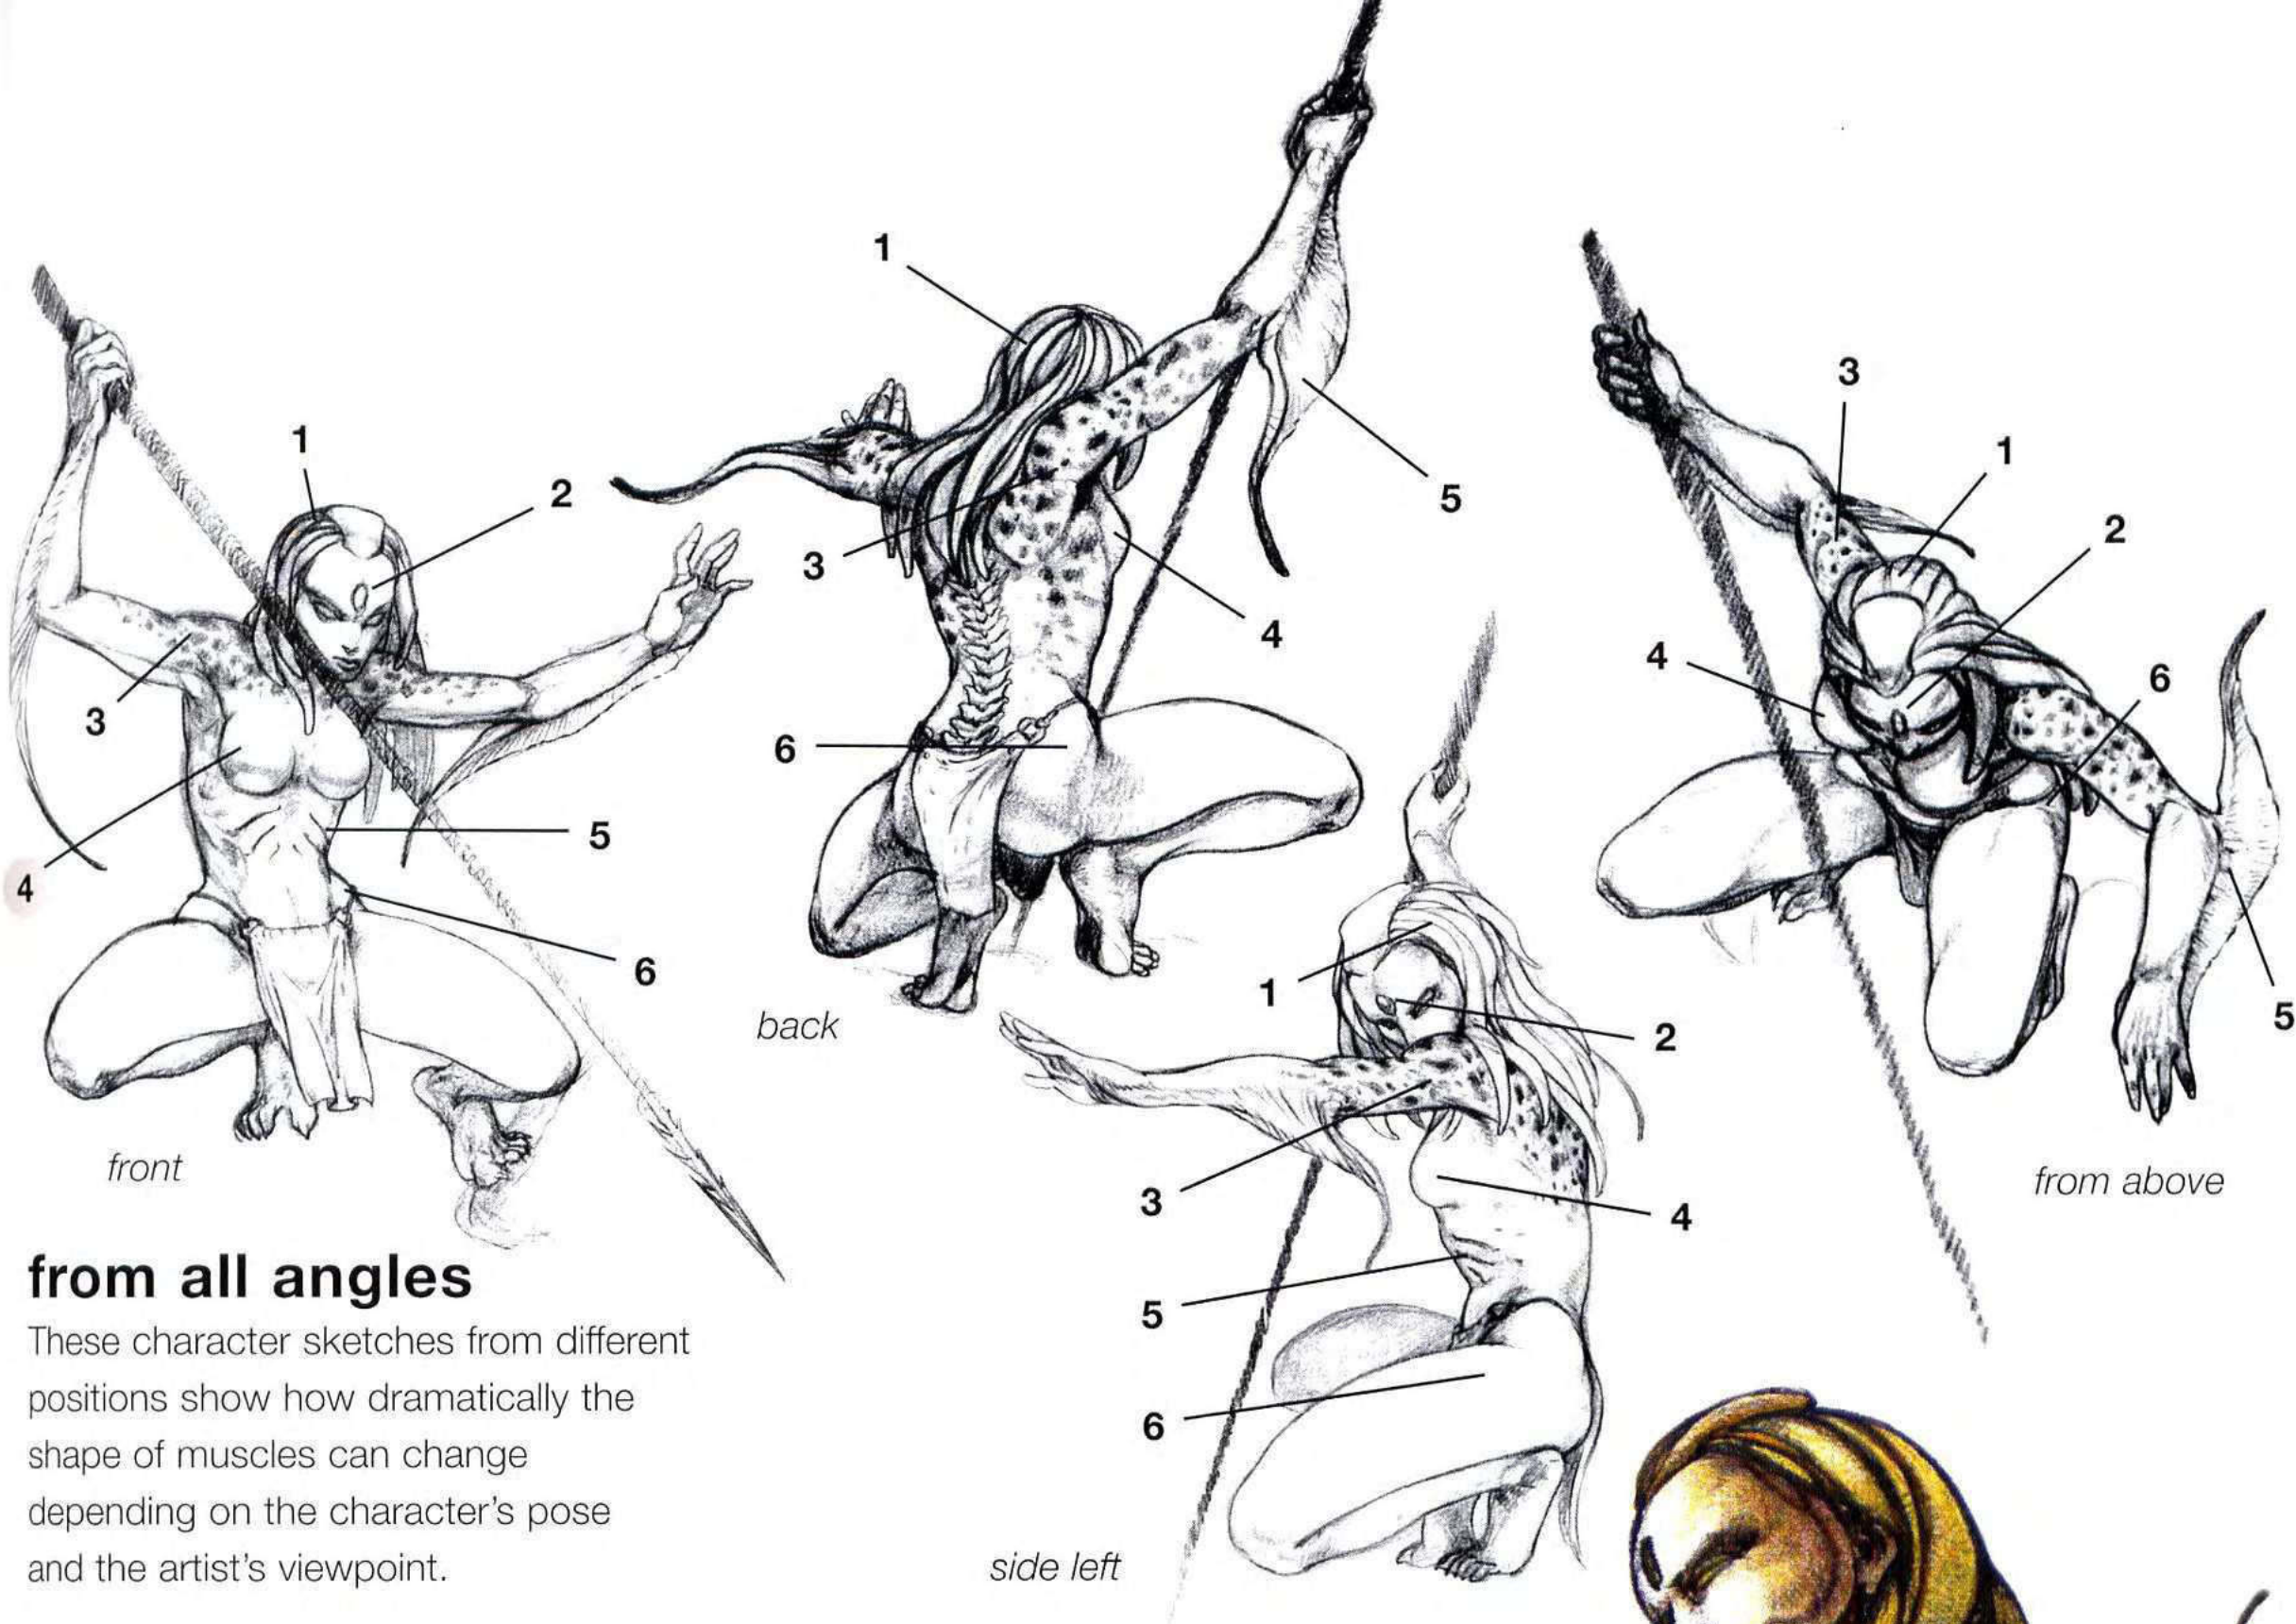 1
2
3
4
5
6
front
1
3
4
5
6
back
1
2
3
4
5
6
side left
3
1
2
4
6
5
from above
from all angles
These character sketches from different
positions show how dramatically the
shape of muscles can change
depending on the character's pose
and the artist's viewpoint.